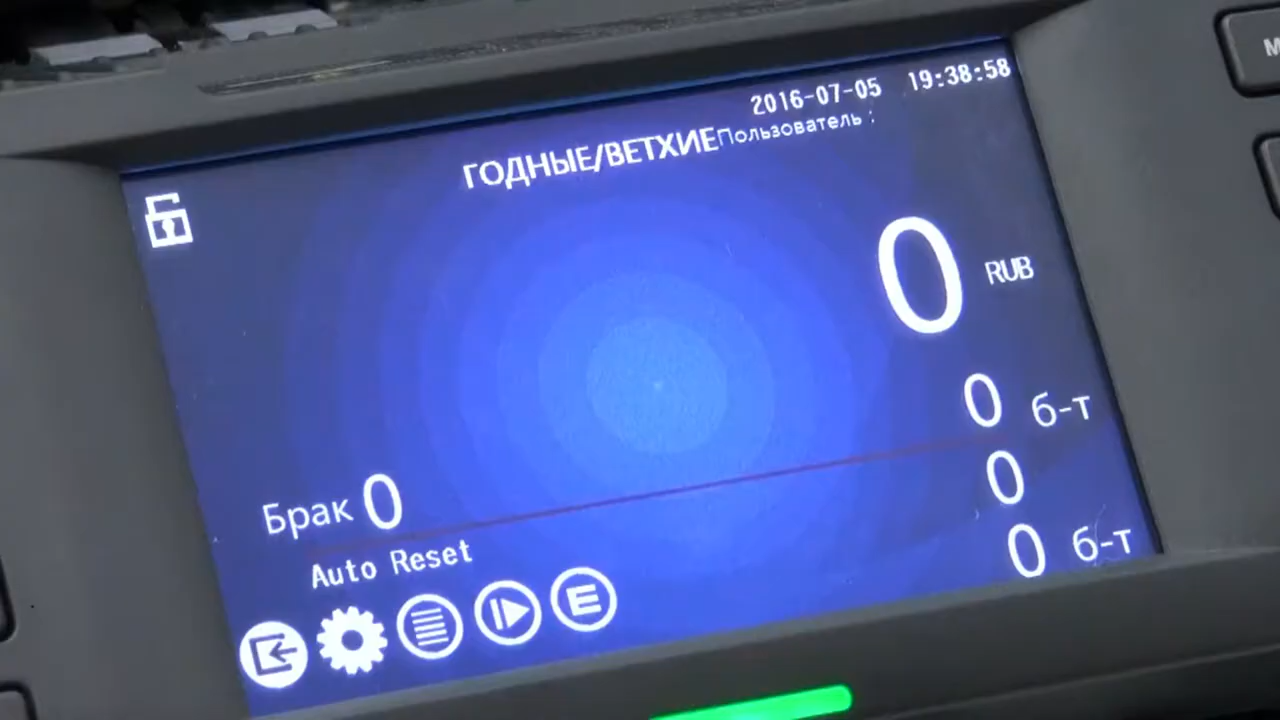 2016-07-05 19:38:58
ГОДНЫЕ/ВЕТХИЕ Пользователь :
0 RUB
0 б-т
Брак 0
0
Auto Reset
0 б-т
E
M